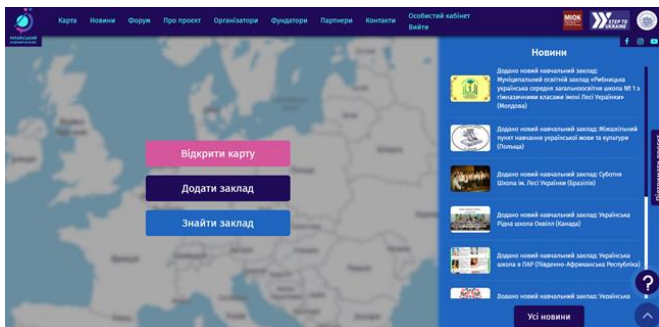 Карта Новини Форум Про проєкт Організатори Фундатори Партнери Контакти Особистий кабінет
Вийти
МІОК
STEP TO
UKRAINE
Новини
Додано новий навчальний заклад:
Муніципальний освітній заклад «Рибницька
українська середня загальноосвітня школа № 1 з
гімназичними класами імені Лесі Українки»
(Молдова)
Додано новий навчальний заклад: Міжшкільний
пункт навчання української мови та культури
(Польща)
Додано новий навчальний заклад: Суботня
Школа ім. Лесі Українки (Бразілія)
Додано новий навчальний заклад: Українська
Рідна школа Оквілл (Канада)
Додано новий навчальний заклад: Українська
школа в ПАР (Південно-Африканська Республіка)
Додано новий навчальний заклад: Українська
Усі новини
Відкрити карту
Додати заклад
Знайти заклад
?